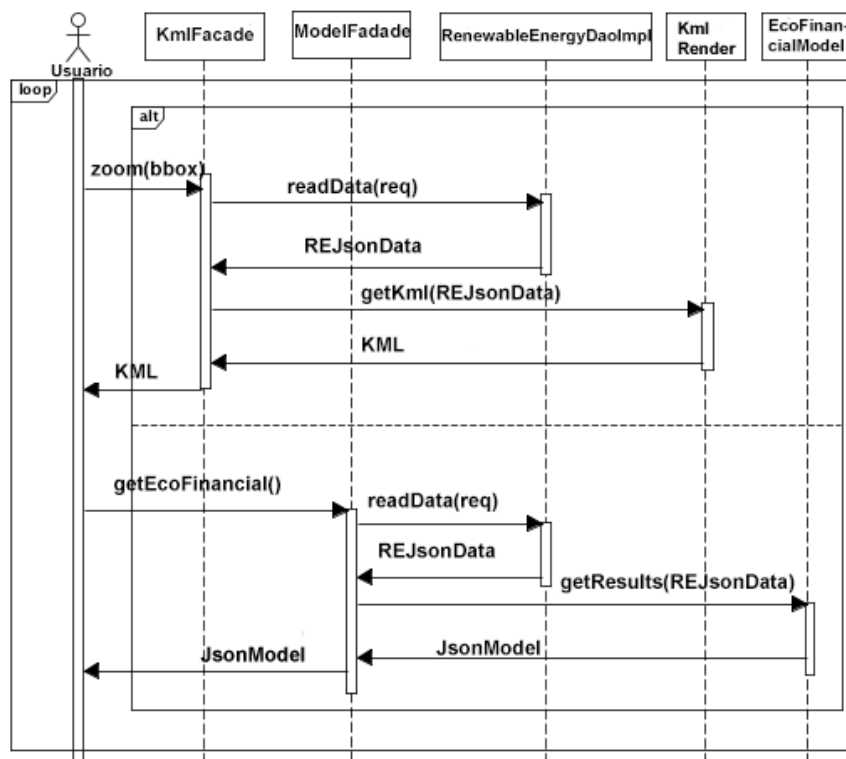 KmlFacade
ModelFadade
RenewableEnergyDaoImpl
Kml
Render
EcoFinan-
cialModel
Usuario
loop
alt
zoom(bbox)
readData(req)
REJsonData
getKml(REJsonData)
KML
KML
getEcoFinancial()
readData(req)
REJsonData
getResults(REJsonData)
JsonModel
JsonModel